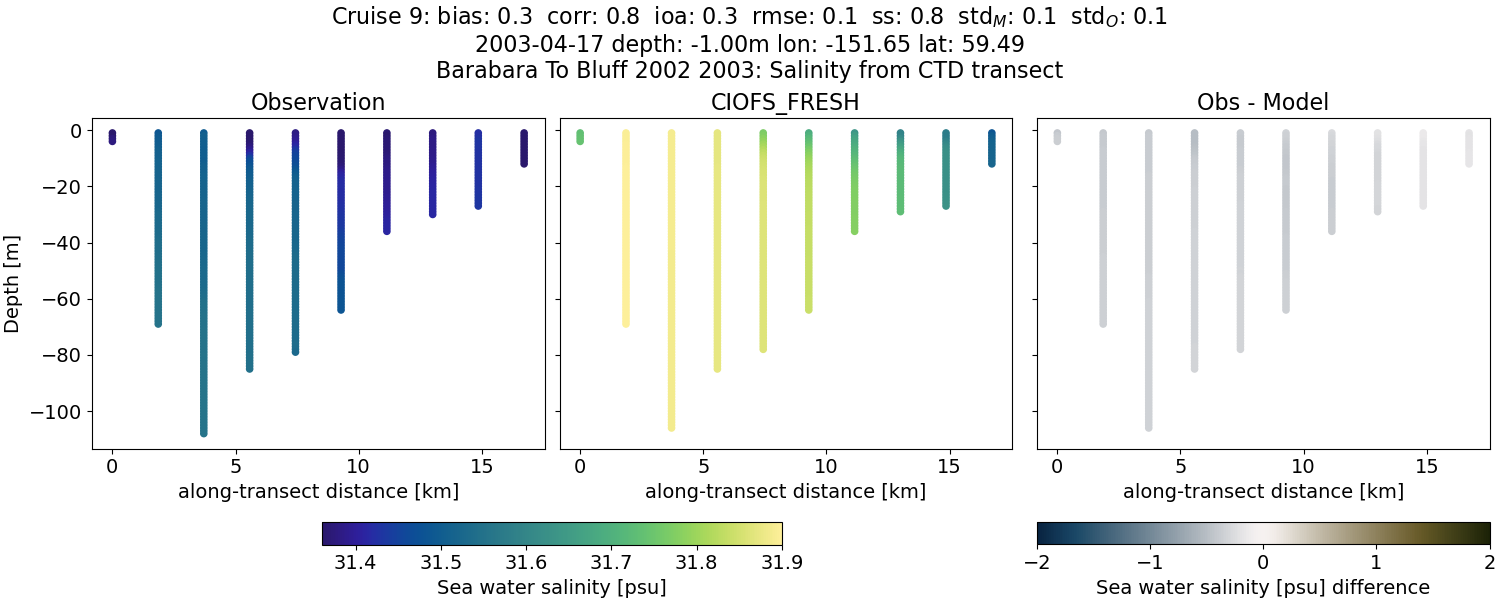 Cruise 9: bias: 0.3 corr: 0.8 ioa: 0.3 rmse: 0.1 ss: 0.8 std_M: 0.1 std_O: 0.1
2003-04-17 depth: -1.00m lon: -151.65 lat: 59.49
Barabara To Bluff 2002 2003: Salinity from CTD transect
Observation
CIOFS_FRESH
Obs - Model
Depth [m]
0
−20
−40
−60
−80
−100
0 5 10 15
0 5 10 15
0 5 10 15
along-transect distance [km]
along-transect distance [km]
along-transect distance [km]
31.4 31.5 31.6 31.7 31.8 31.9
Sea water salinity [psu]
−2 −1 0 1 2
Sea water salinity [psu] difference